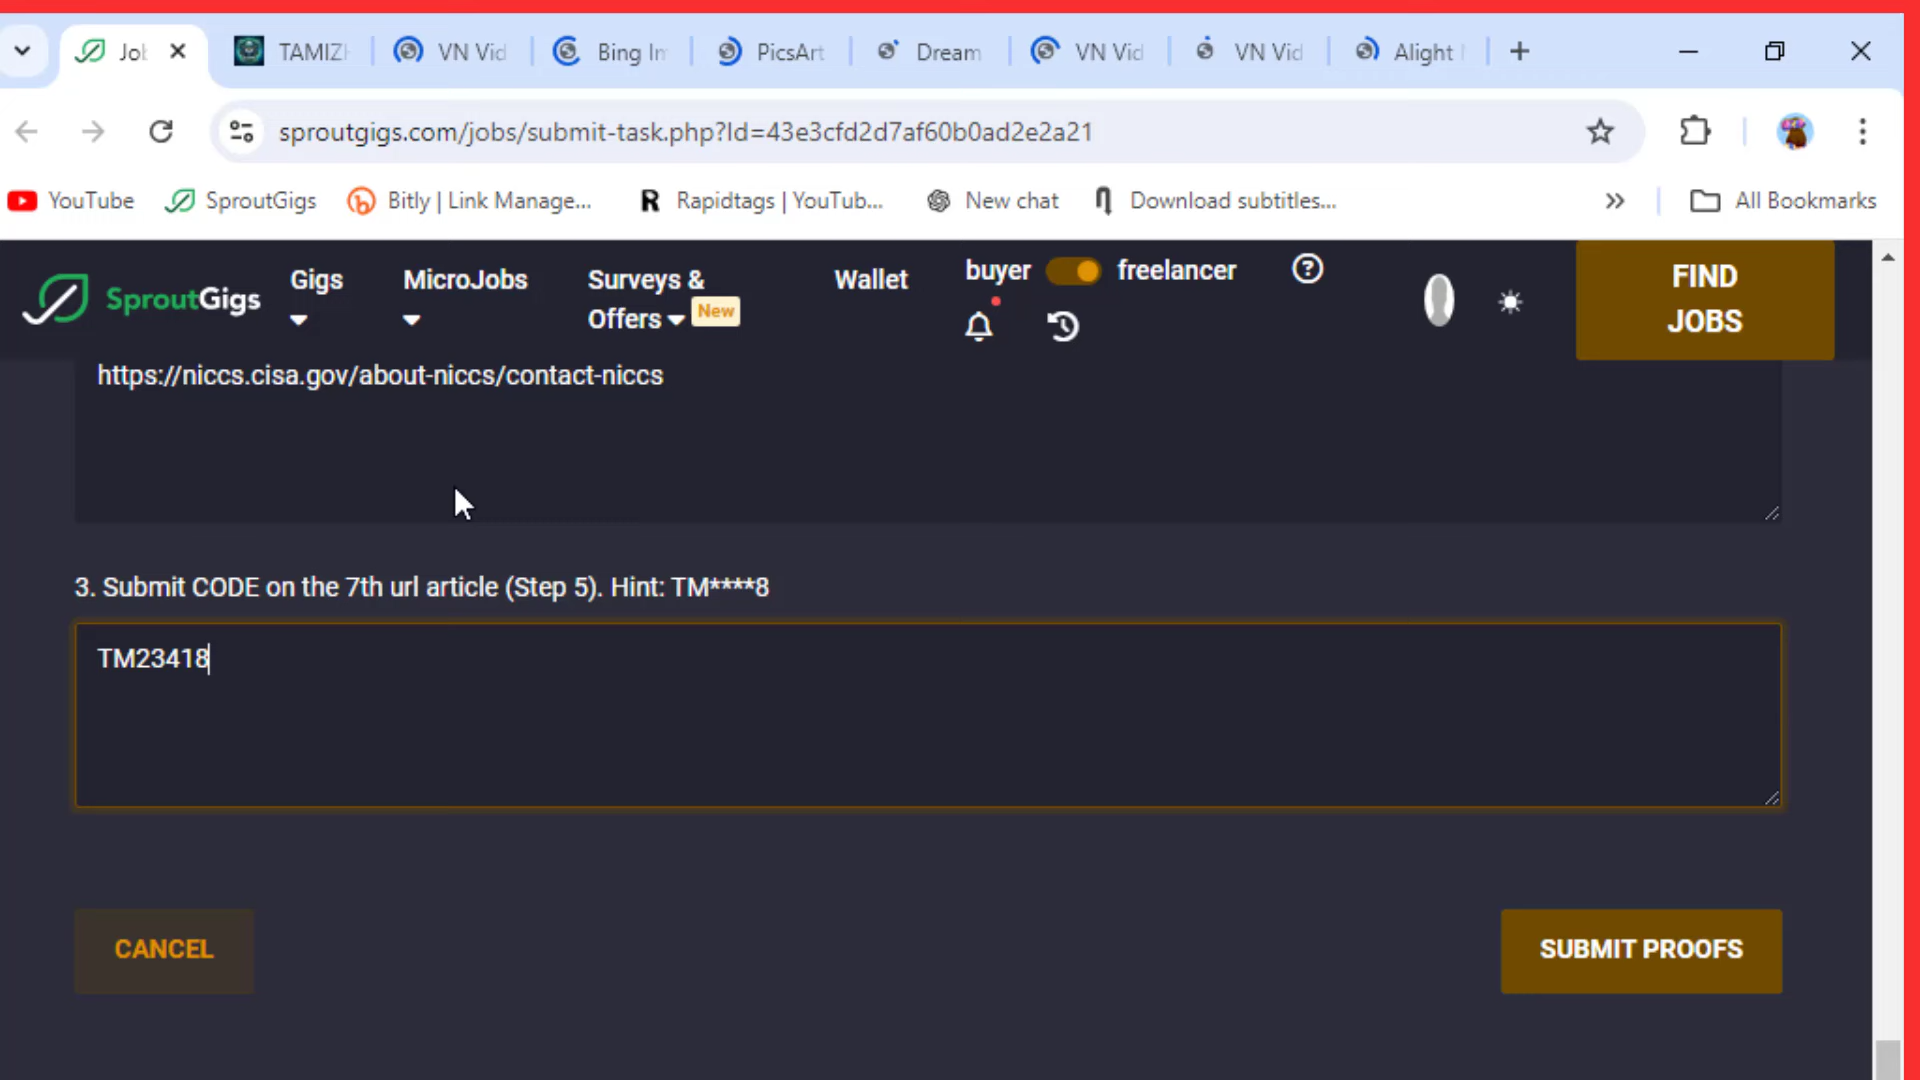 Jo
TAMIZ
VN Vid
Bing Im
PicsArt
Dream
VN Vid
VN Vid
Alight
sproutgigs.com/jobs/submit-task.php?Id=43e3cfd2d7af60b0ad2e2a21
YouTube
SproutGigs
Bitly | Link Manage...
Rapidtags | YouTub...
New chat
Download subtitles...
All Bookmarks
SproutGigs
Gigs
MicroJobs
Surveys &
Offers
New
Wallet
buyer
freelancer
FIND
JOBS
https://niccs.cisa.gov/about-niccs/contact-niccs
3. Submit CODE on the 7th url article (Step 5). Hint: TM****8
TM23418
CANCEL
SUBMIT PROOFS